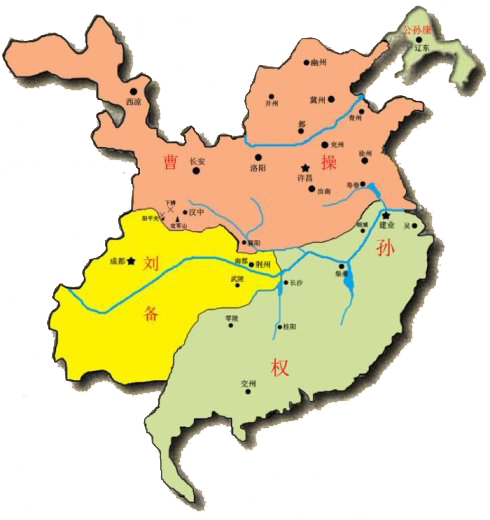 公孙康
辽东
幽州
并州
冀州
青州
邺
兖州
西凉
曹
操
长安
洛阳
徐州
许昌
汝南
寿春
下辨
汉中
阳平关
定军山
襄阳
皖城
建业
吴
孙
成都
刘
南郡
荆州
柴桑
武陵
长沙
备
零陵
桂阳
权
交州